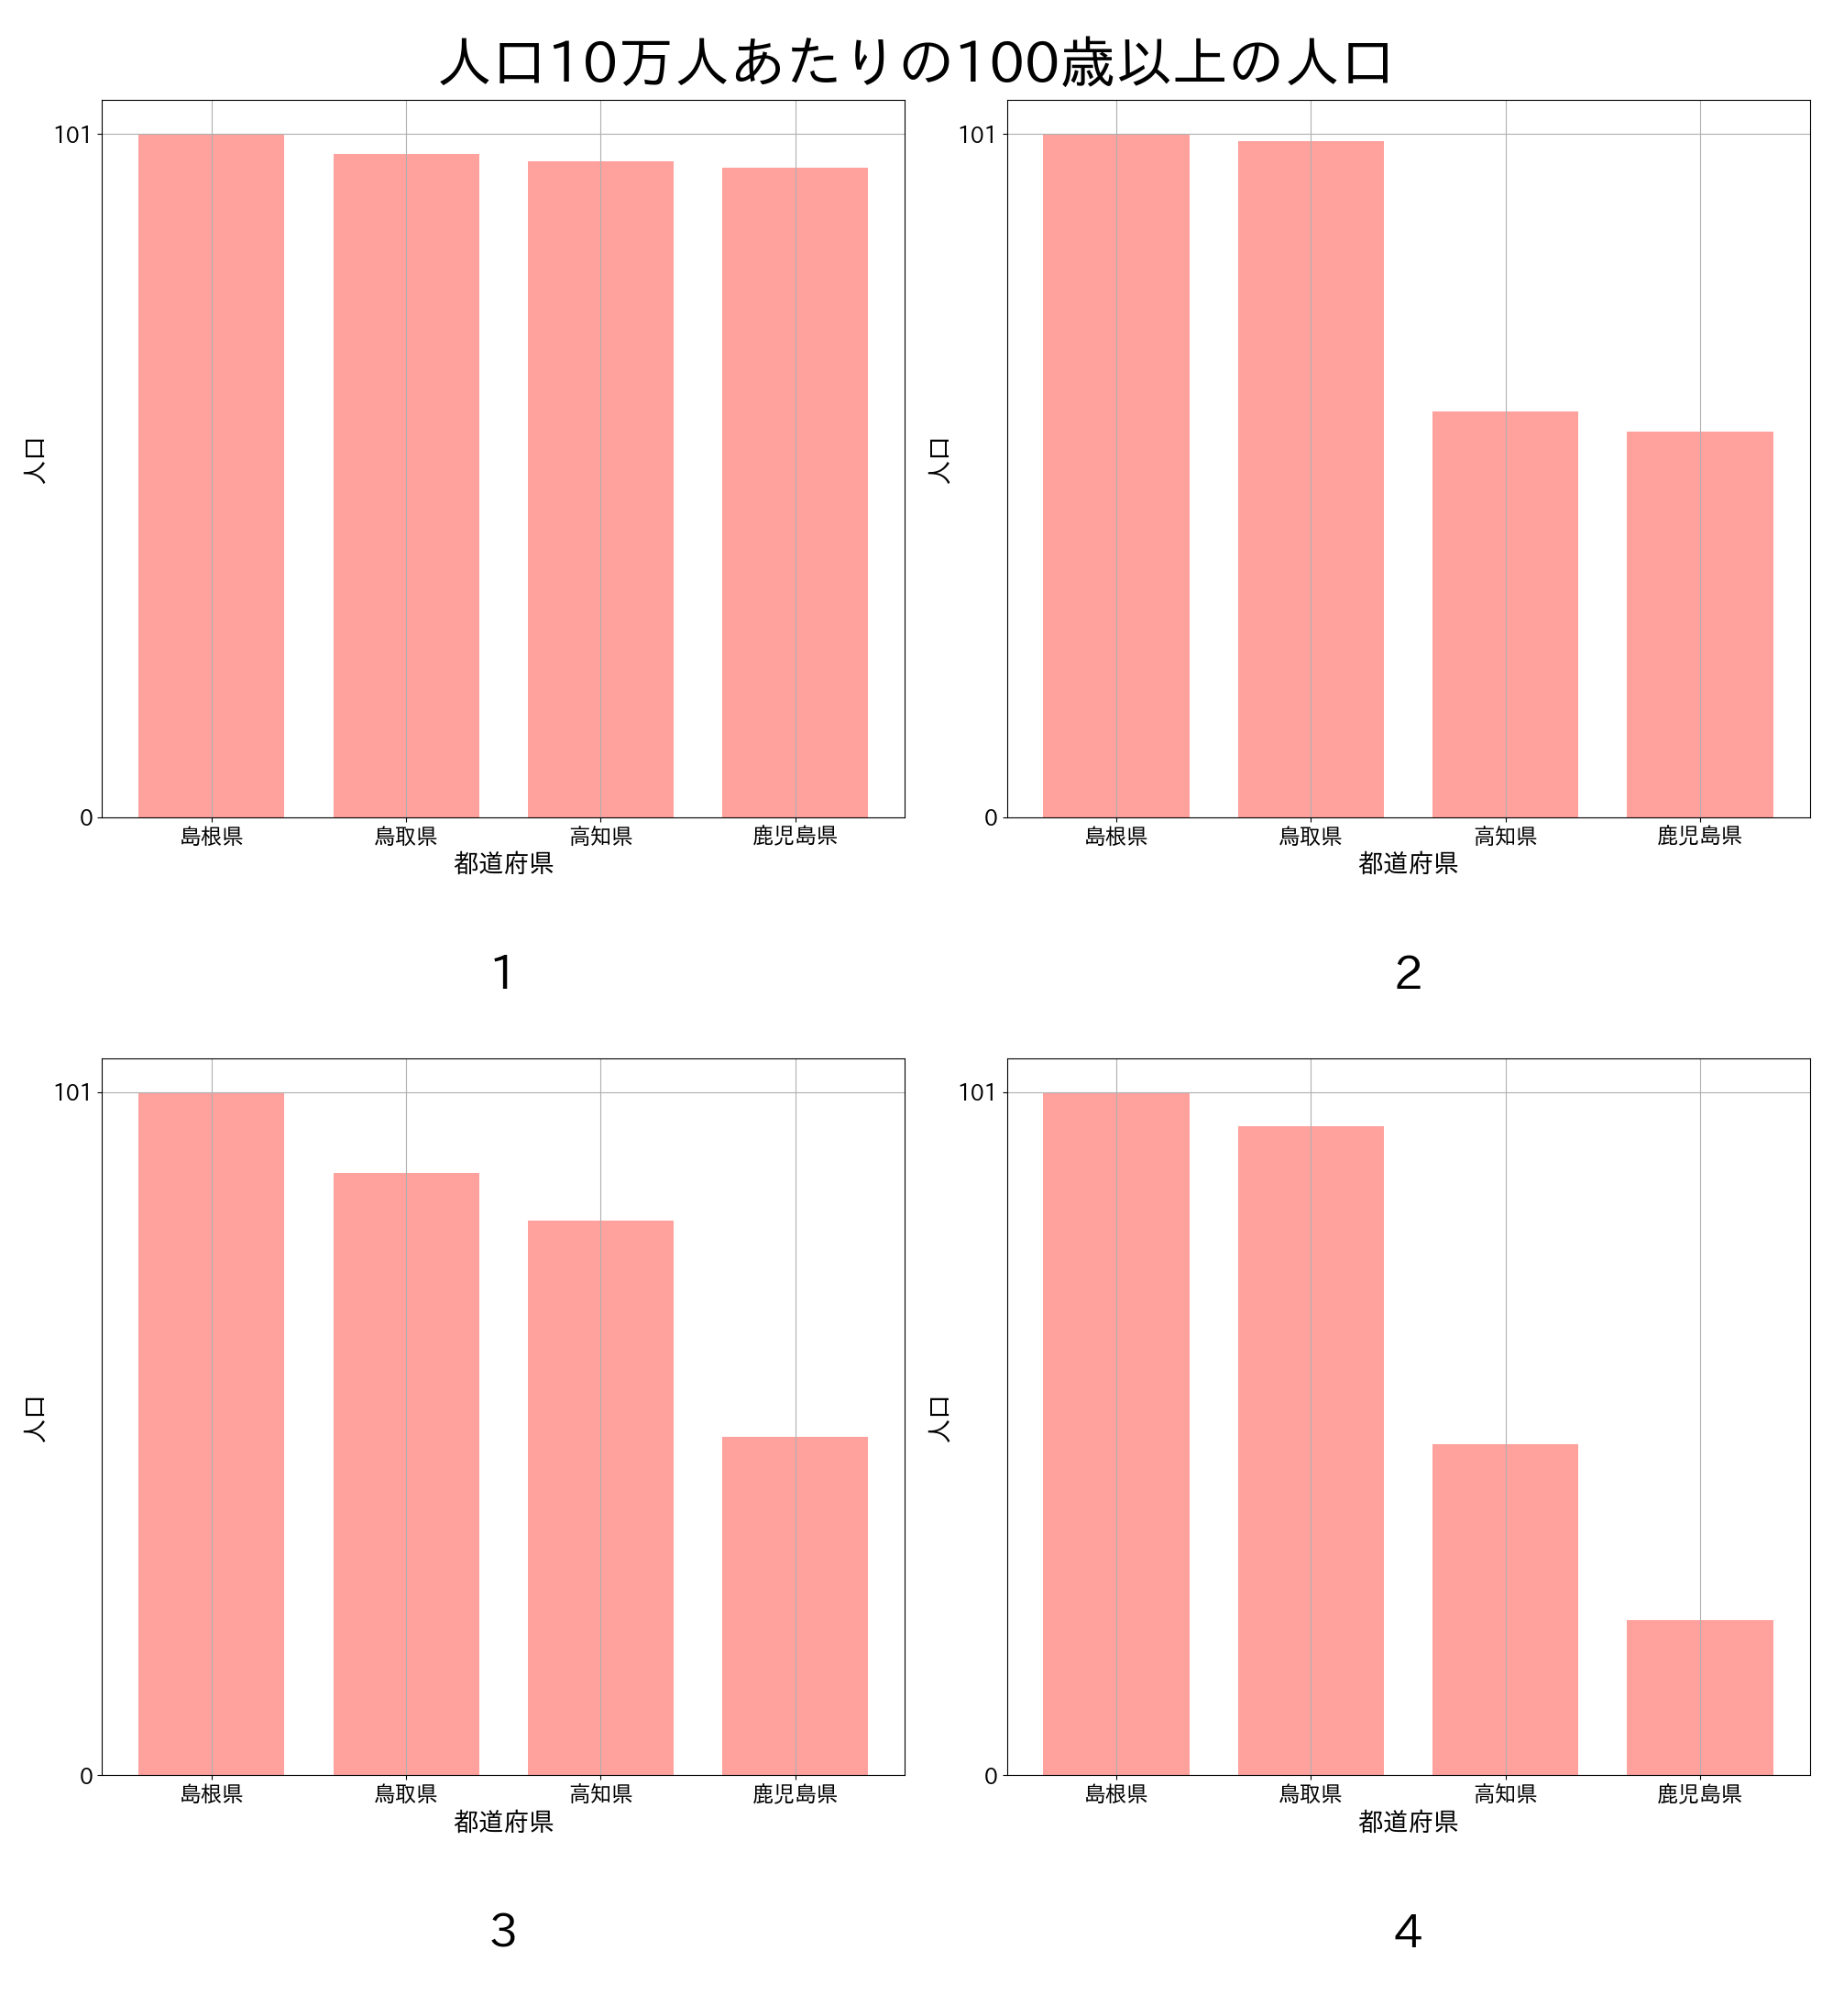 人口10万人あたりの100歳以上の人口
101
0
人口
島根県 鳥取県 高知県 鹿児島県
都道府県
1
101
0
人口
島根県 鳥取県 高知県 鹿児島県
都道府県
2
101
0
人口
島根県 鳥取県 高知県 鹿児島県
都道府県
3
101
0
人口
島根県 鳥取県 高知県 鹿児島県
都道府県
4